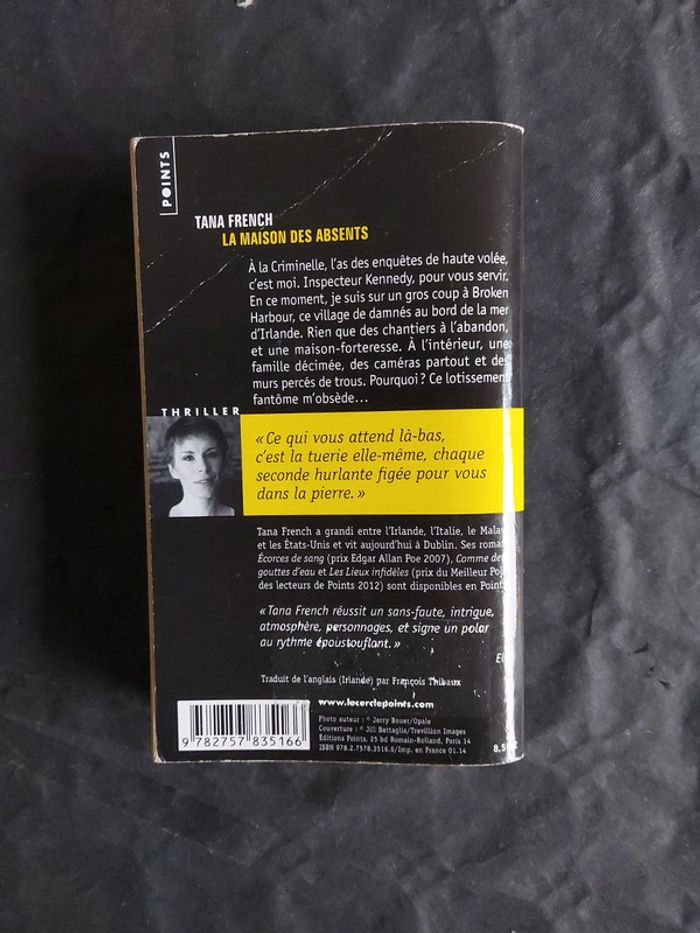 POINTS
TANA FRENCH
LA MAISON DES ABSENTS
À la Criminelle, l'as des enquêtes de haute volée,
c'est moi. Inspecteur Kennedy, pour vous servir.
En ce moment, je suis sur un gros coup à Broken
Harbour, ce village de damnés au bord de la mer
d'Irlande. Rien que des chantiers à l'abandon,
et une maison-forteresse. À l'intérieur, une
famille décimée, des caméras partout et des
murs percés de trous. Pourquoi ? Ce lotissement
fantôme m'obsède…
THRILLER
« Ce qui vous attend là-bas,
c'est la tuerie elle-même, chaque
seconde hurlante figée pour vous
dans la pierre. »
Tana French a grandi entre l'Irlande, l'Italie, le
et les États-Unis et vit aujourd'hui à Dublin. Ses
Écorces de sang (prix Edgar Allan Poe 2007), Comme
gouttes d'eau et Les Lieux infidèles (prix du Meilleur
des lecteurs de Points 2012) sont disponibles en
« Tana French réussit un sans-faute, intrigue,
atmosphère, personnages, et signe un polar
au rythme époustouflant. »
Traduit de l'anglais (Irlande) par François Thibaux
www.lecerclepoints.com
Photo auteur : © Jerry Bauer/Opale
Couverture : © Jill Battaglia/Trevillion Images
Éditions Points, 25 bd Romain-Rolland, Paris 14
ISBN 978.2.7578.3516.6/Imp. en France 01.14
9 782757 835166